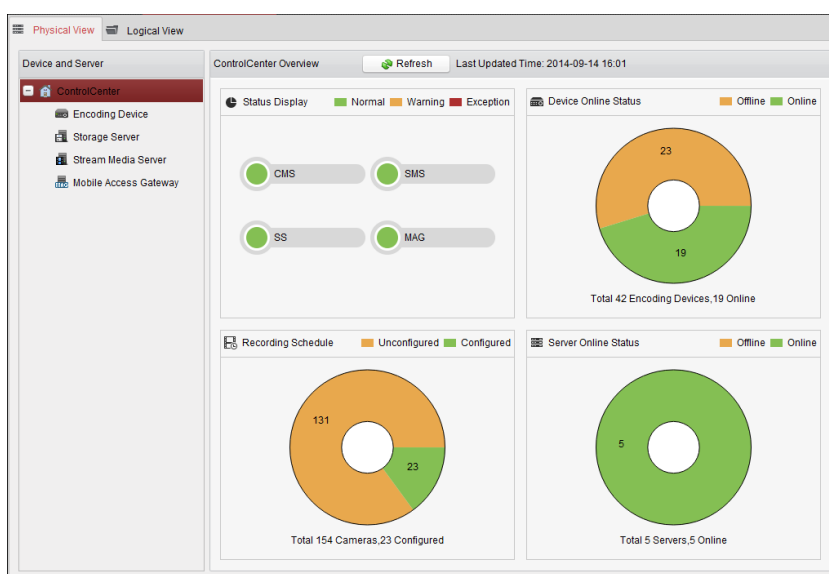 Physical View Logical View
Device and Server
ControlCenter
Encoding Device
Storage Server
Stream Media Server
Mobile Access Gateway
ControlCenter Overview Refresh Last Updated Time: 2014-09-14 16:01
Status Display Normal Warning Exception
CMS SMS
SS MAG
Device Online Status Offline Online
23
19
Total 42 Encoding Devices,19 Online
Recording Schedule Unconfigured Configured
131
23
Total 154 Cameras,23 Configured
Server Online Status Offline Online
5
Total 5 Servers,5 Online